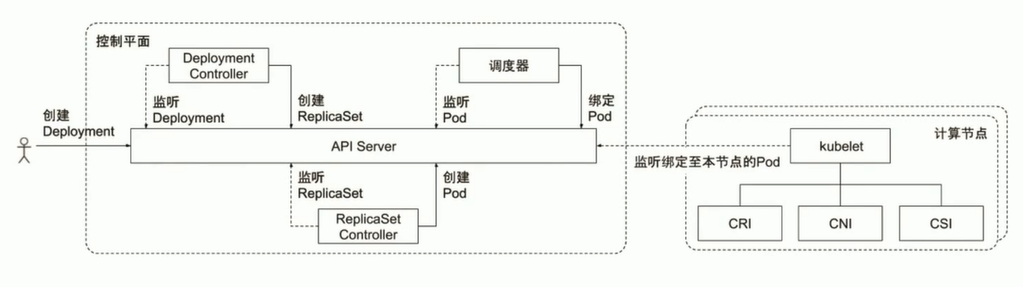 控制平面
Deployment
Controller
调度器
监听
Deployment
创建
ReplicaSet
监听
Pod
绑定
Pod
创建
Deployment
API Server
计算节点
kubelet
监听绑定至本节点的Pod
监听
ReplicaSet
创建
Pod
ReplicaSet
Controller
CRI
CNI
CSI